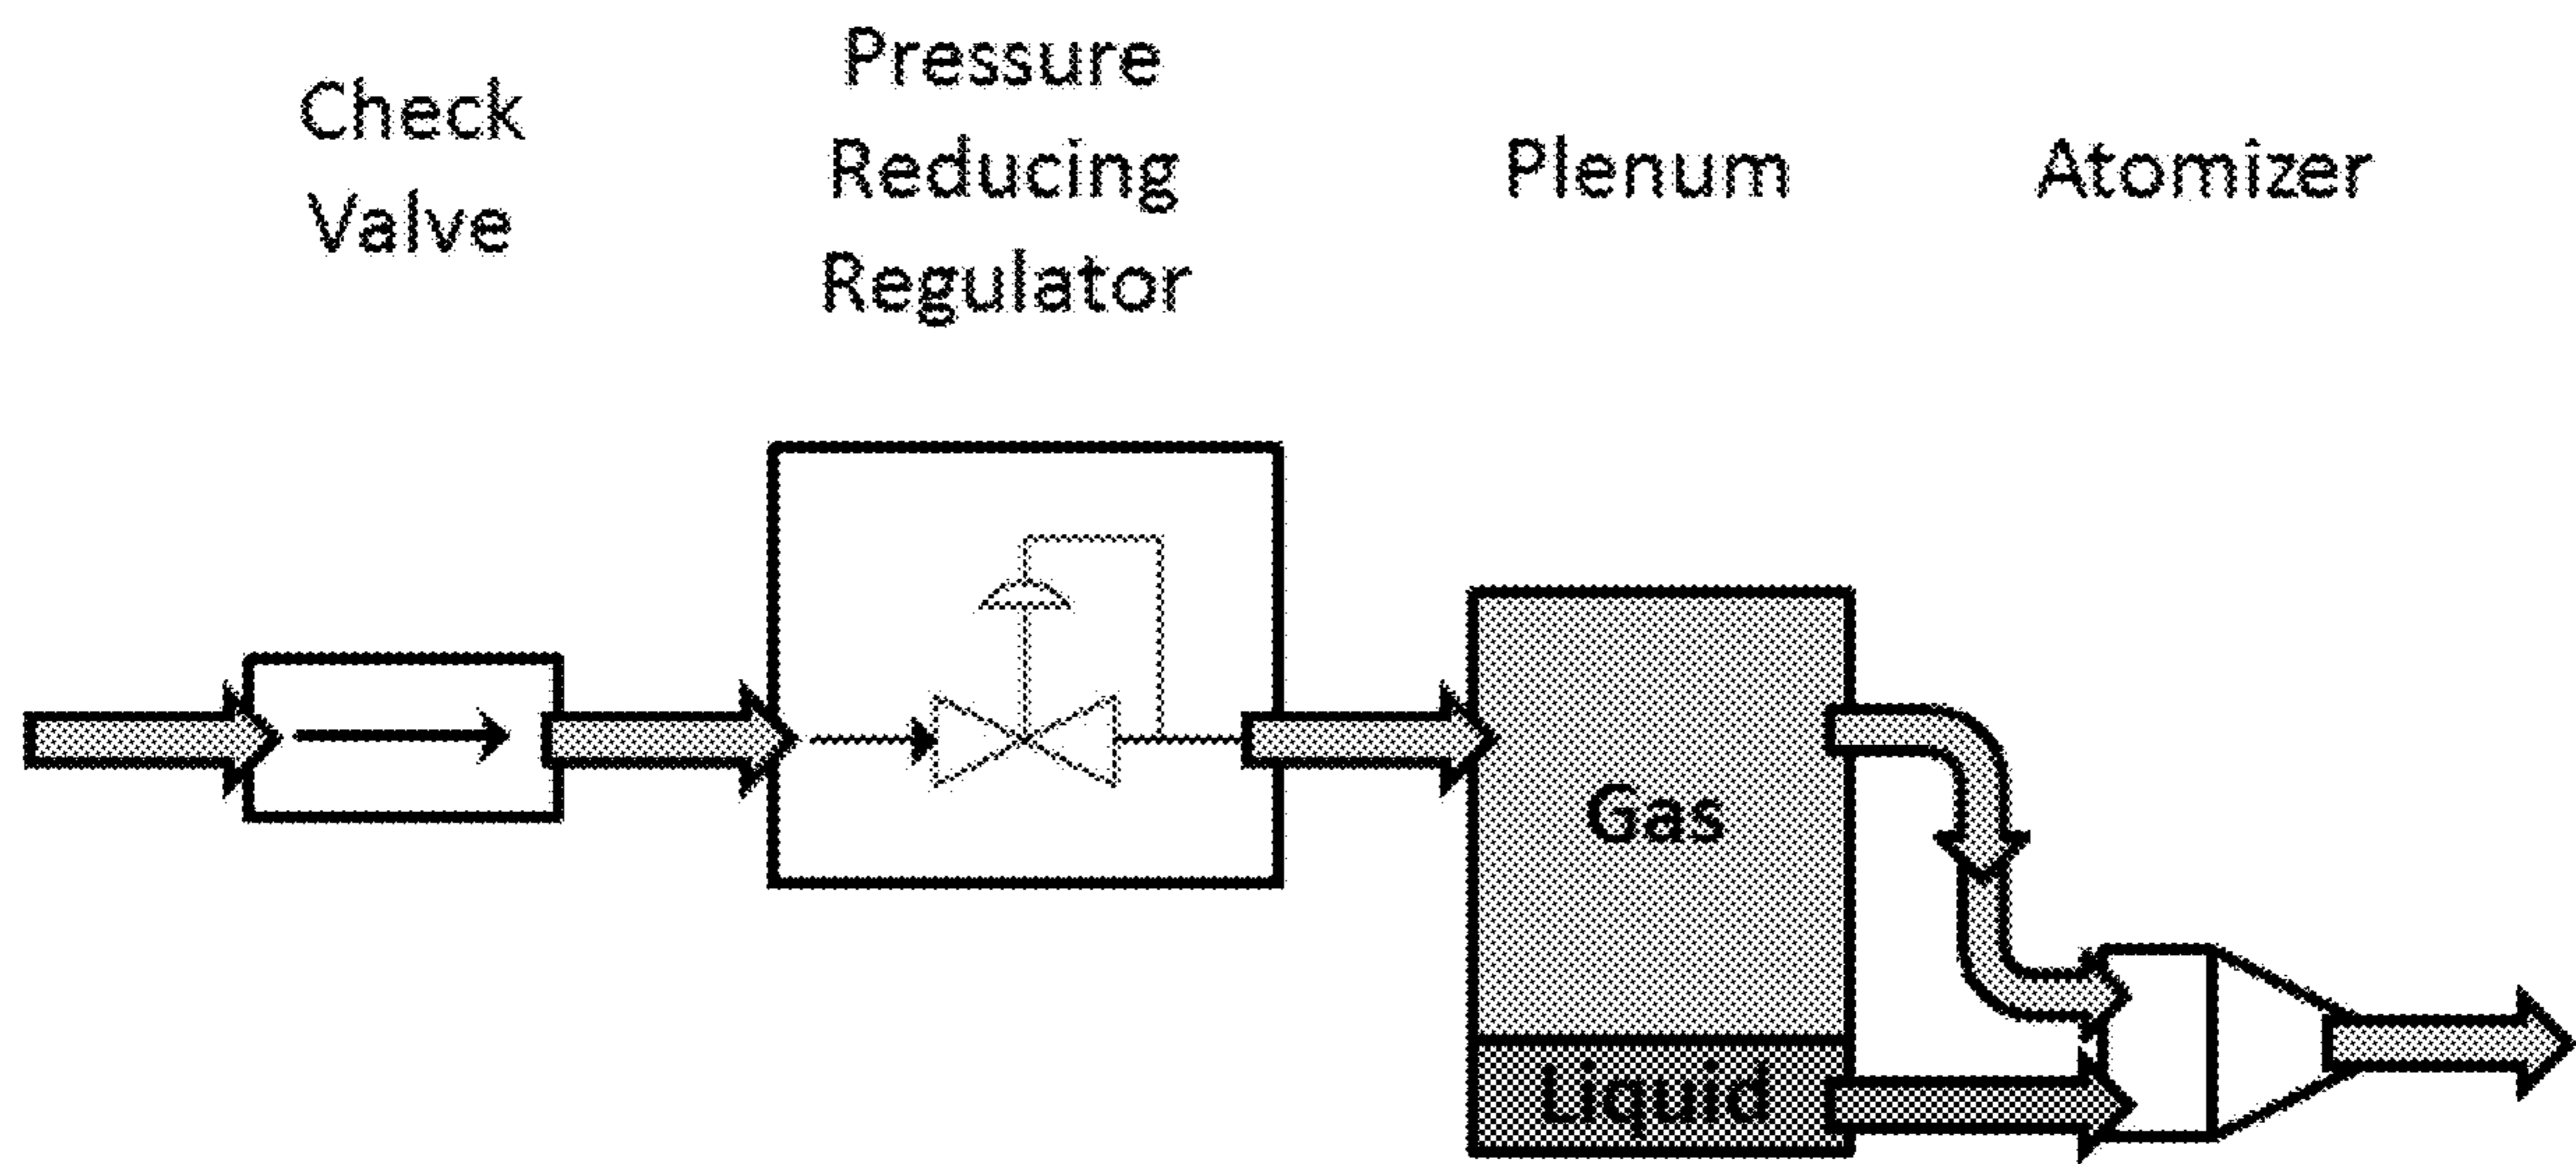 Check
Valve
Pressure
Reducing
Regulator
Plenum
Atomizer
Gas
Liquid